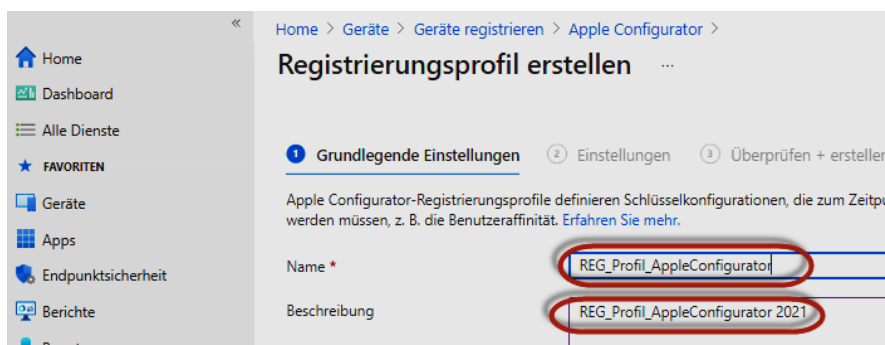 «
Home > Geräte > Geräte registrieren > Apple Configurator >
Registrierungsprofil erstellen ...
Home
Dashboard
Alle Dienste
FAVORITEN
Geräte
Apps
Endpunktsicherheit
Berichte
1 Grundlegende Einstellungen 2 Einstellungen 3 Überprüfen + erstellen
Apple Configurator-Registrierungsprofile definieren Schlüsselkonfigurationen, die zum
werden müssen, z. B. die Benutzeraffinität. Erfahren Sie mehr.
Name * REG_Profil_AppleConfigurator
Beschreibung REG_Profil_AppleConfigurator 2021